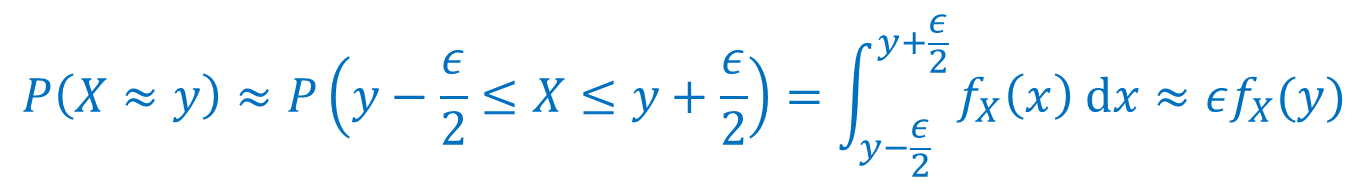 P(X ≈ y) ≈ P(y − ϵ/2 ≤ X ≤ y + ϵ/2) = ∫_{y−ϵ/2}^{y+ϵ/2} f_X(x) dx ≈ ϵf_X(y)